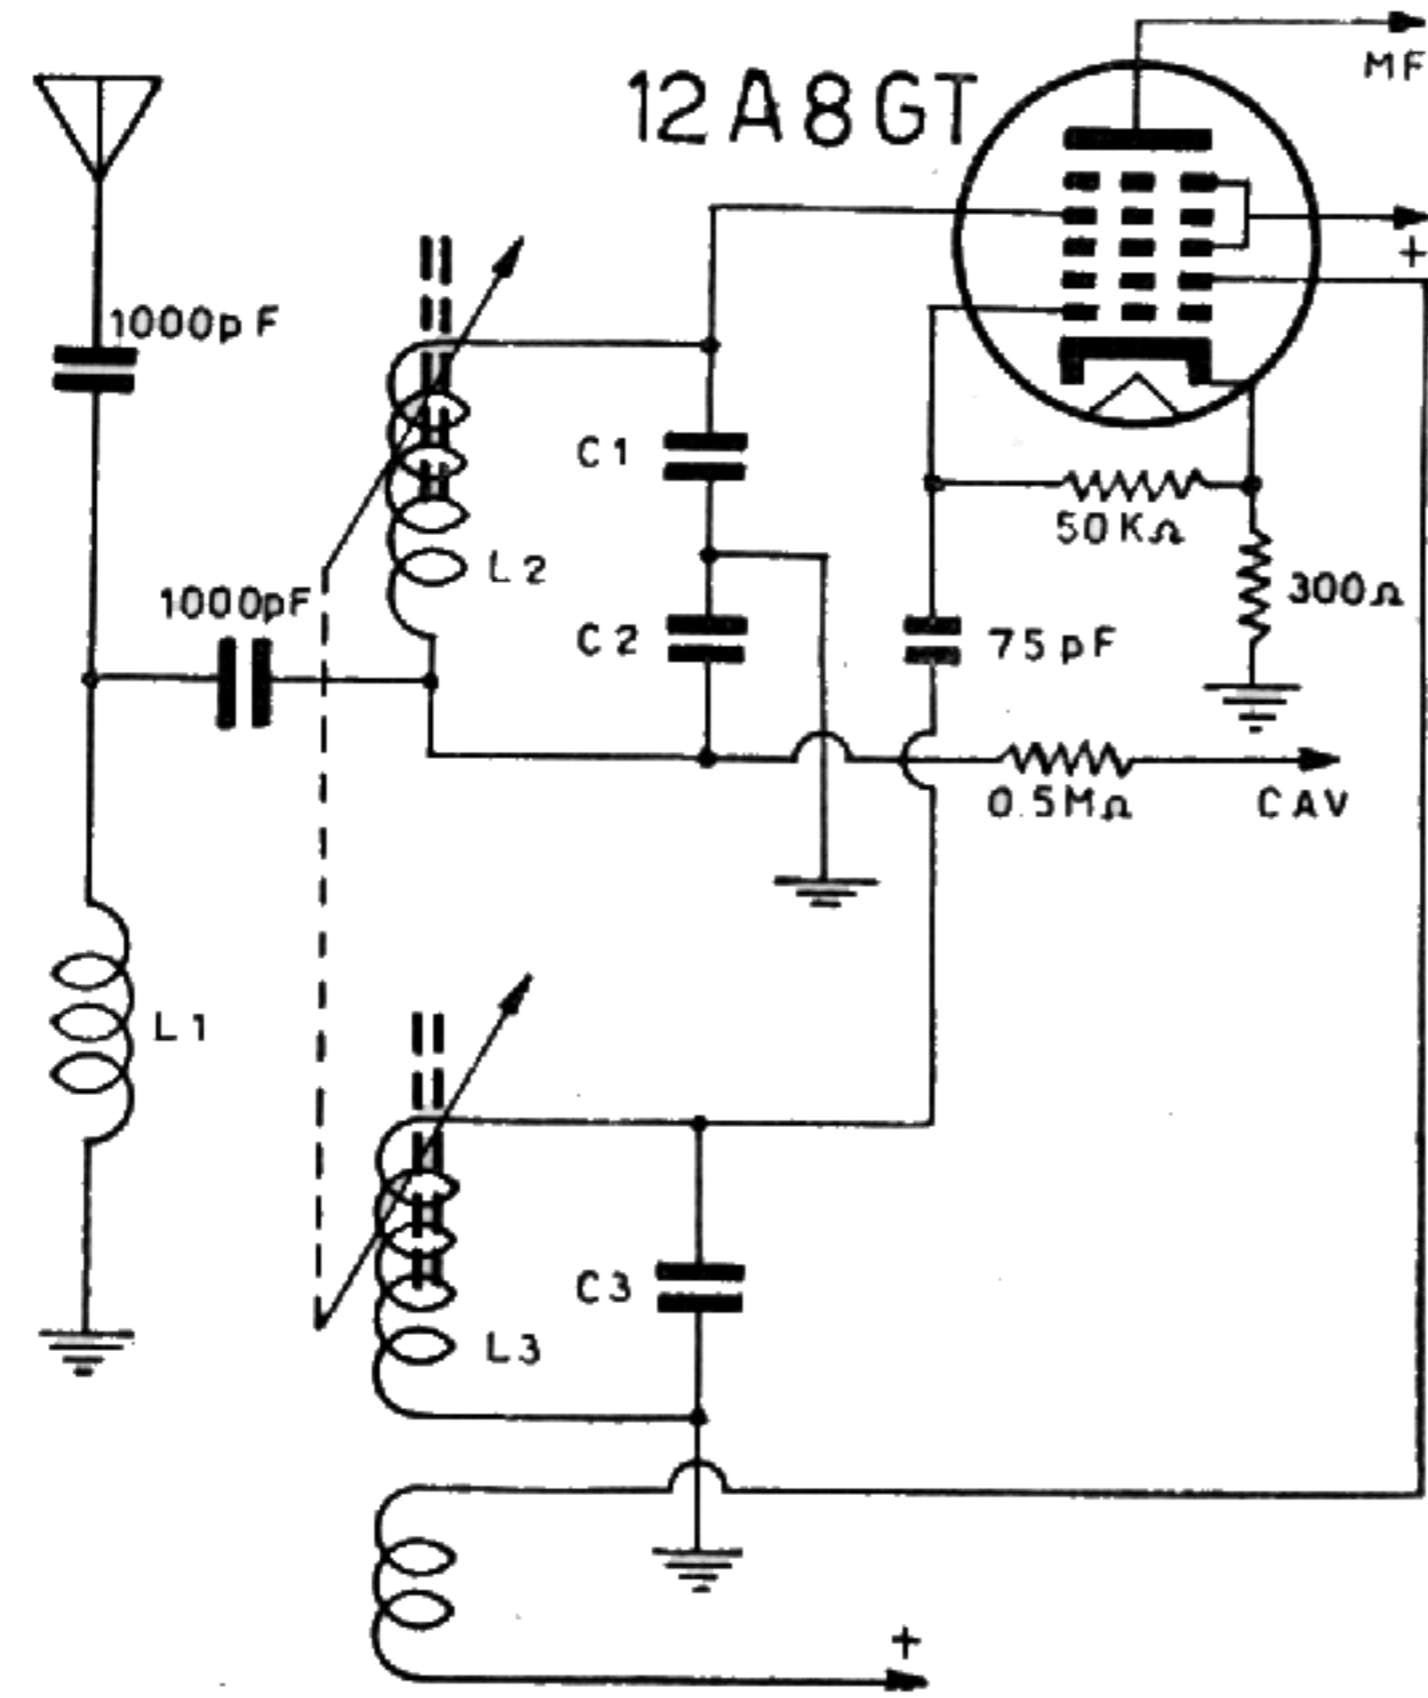 MF
12A8GT
+
1000pF
C1
50KΩ
L2
300Ω
1000pF
C2
75pF
0.5MΩ
CAV
L1
C3
L3
+